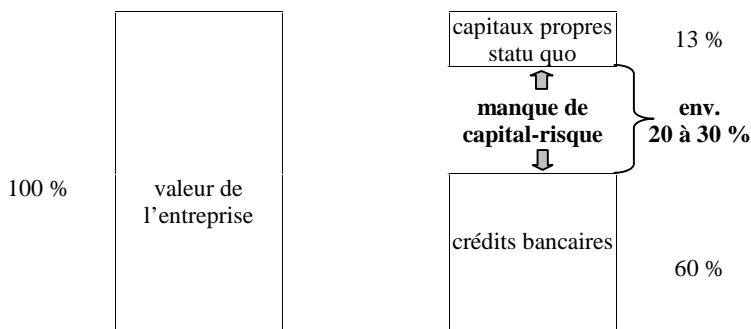 100 %
valeur de
l’entreprise
capitaux propres
statu quo
13 %
manque de
capital-risque
env.
20 à 30 %
crédits bancaires
60 %